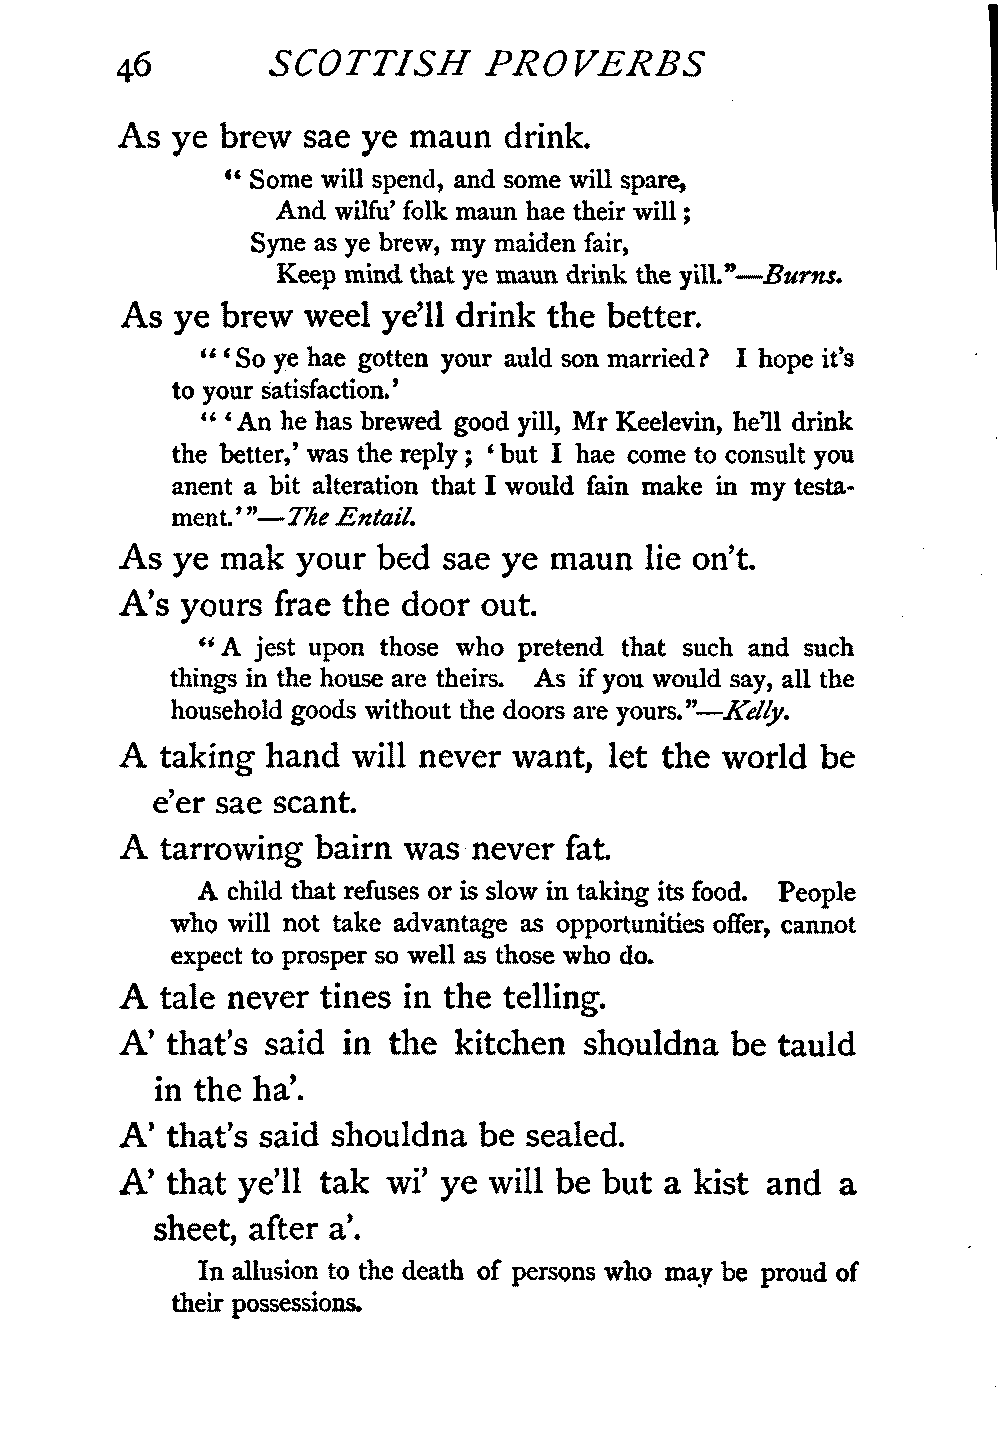 46 SCOTTISH PROVERBS
As ye brew sae ye maun drink.
“ Some will spend, and some will spare,
And wilfu’ folk maun hae their will ;
Syne as ye brew, my maiden fair,
Keep mind that ye maun drink the yill.”—Burns.
As ye brew weel ye’ll drink the better.
“ ‘ So ye hae gotten your auld son married? I hope it’s
to your satisfaction.’
“ ‘ An he has brewed good yill, Mr Keelevin, he’ll drink
the better,’ was the reply ; ‘ but I hae come to consult you
anent a bit alteration that I would fain make in my testa-
ment.’ ”—The Entail.
As ye mak your bed sae ye maun lie on’t.
A’s yours frae the door out.
“ A jest upon those who pretend that such and such
things in the house are theirs. As if you would say, all the
household goods without the doors are yours.”—Kelly.
A taking hand will never want, let the world be
e’er sae scant.
A tarrowing bairn was never fat.
A child that refuses or is slow in taking its food. People
who will not take advantage as opportunities offer, cannot
expect to prosper so well as those who do.
A tale never tines in the telling.
A’ that’s said in the kitchen shouldna be tauld
in the ha’.
A’ that’s said shouldna be sealed.
A’ that ye’ll tak wi’ ye will be but a kist and a
sheet, after a’.
In allusion to the death of persons who may be proud of
their possessions.